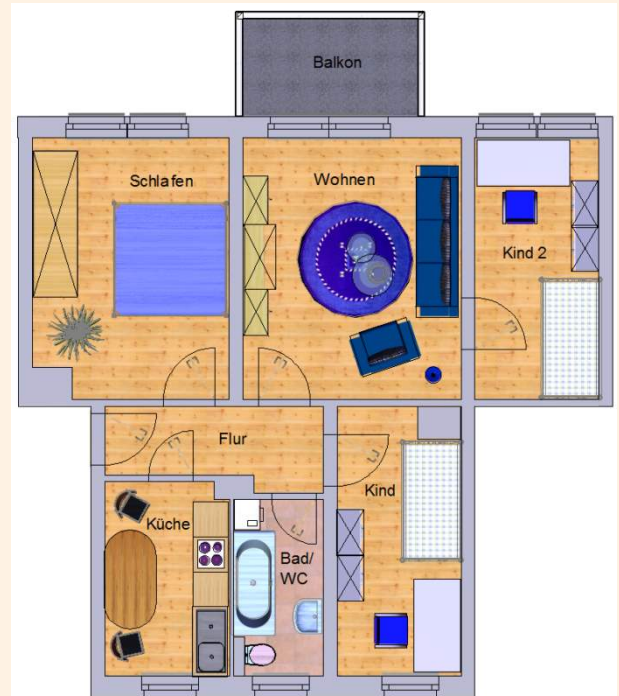 Balkon
Schlafen
Wohnen
Kind 2
Flur
Kind
Küche
Bad/
WC